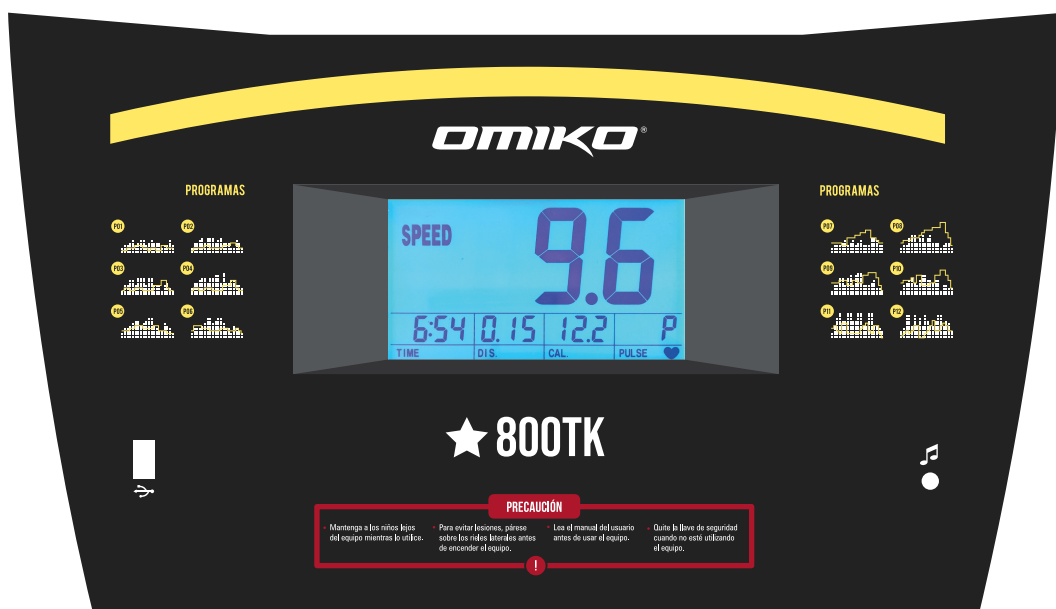 OMIKO®
PROGRAMAS
P01 P02
P03 P04
P05 P06
SPEED 9.6
6:54 0.15 12.2 P
TIME DIS. CAL. PULSE
PROGRAMAS
P07 P08
P09 P10
P11 P12
800TK
PRECAUCIÓN
• Mantenga a los niños lejos
del equipo mientras lo utilice.
• Para evitar lesiones, párese
sobre los rieles laterales antes
de encender el equipo.
• Lea el manual del usuario
antes de usar el equipo.
• Quite la llave de seguridad
cuando no esté utilizando
el equipo.
!